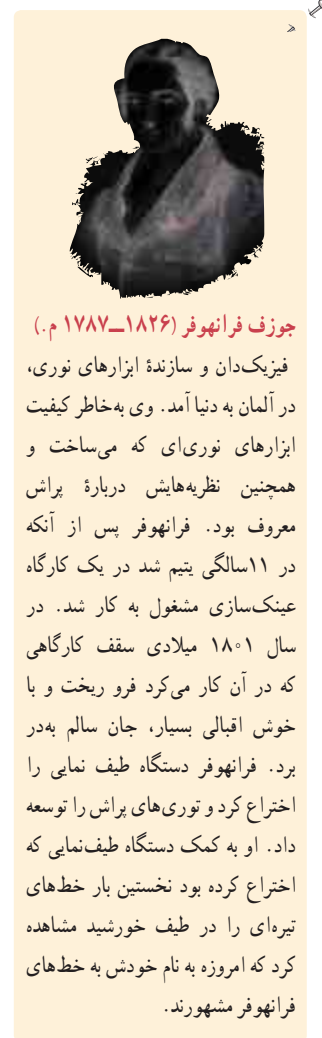 جوزف فرانهوفر (۱۸۲۶ــ۱۷۸۷ م.)
فیزیک‌دان و سازندهٔ ابزارهای نوری،
در آلمان به دنیا آمد. وی به‌خاطر کیفیت
ابزارهای نوری‌ای که می‌ساخت و
همچنین نظریه‌هایش دربارهٔ پراش
معروف بود. فرانهوفر پس از آنکه
در ۱۱سالگی یتیم شد در یک کارگاه
عینک‌سازی مشغول به کار شد. در
سال ۱۸۰۱ میلادی سقف کارگاهی
که در آن کار می‌کرد فرو ریخت و با
خوش اقبالی بسیار، جان سالم به‌در
برد. فرانهوفر دستگاه طیف نمایی را
اختراع کرد و توری‌های پراش را توسعه
داد. او به کمک دستگاه طیف‌نمایی که
اختراع کرده بود نخستین بار خط‌های
تیره‌ای را در طیف خورشید مشاهده
کرد که امروزه به نام خودش به خط‌های
فرانهوفر مشهورند.